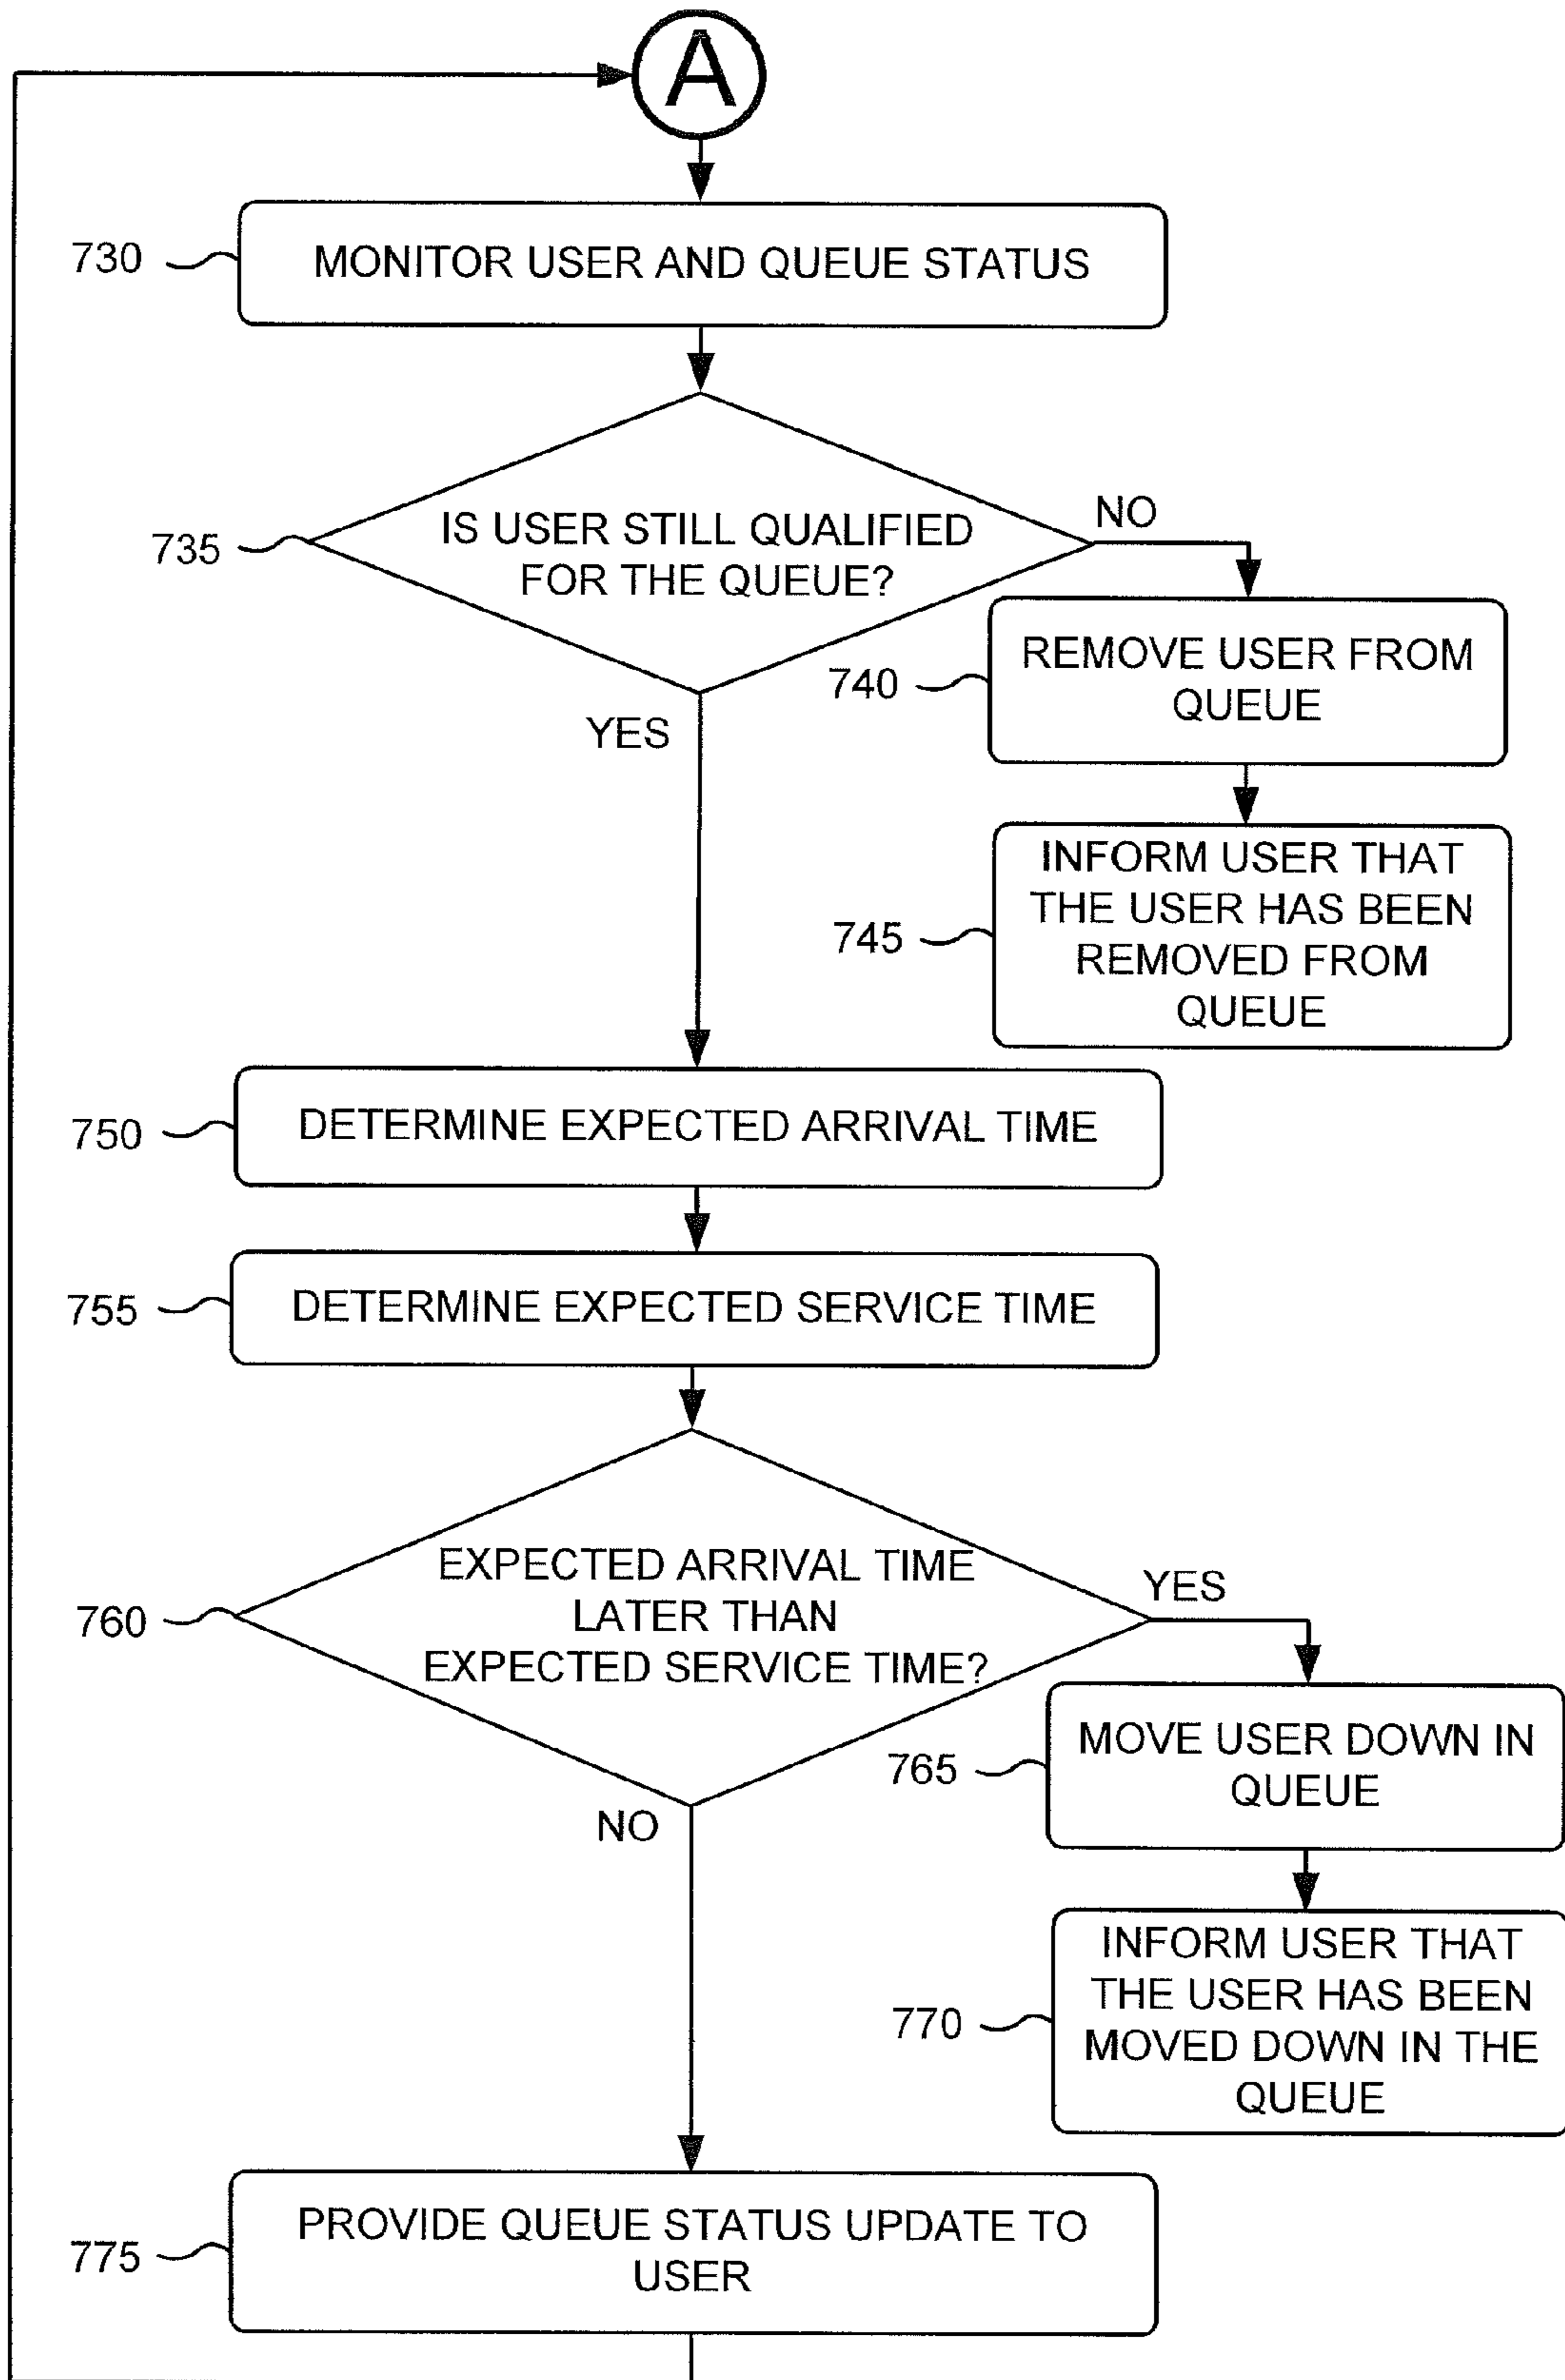 A
730
MONITOR USER AND QUEUE STATUS
735
IS USER STILL QUALIFIED
FOR THE QUEUE?
NO
YES
740
REMOVE USER FROM
QUEUE
745
INFORM USER THAT
THE USER HAS BEEN
REMOVED FROM
QUEUE
750
DETERMINE EXPECTED ARRIVAL TIME
755
DETERMINE EXPECTED SERVICE TIME
760
EXPECTED ARRIVAL TIME
LATER THAN
EXPECTED SERVICE TIME?
YES
NO
765
MOVE USER DOWN IN
QUEUE
770
INFORM USER THAT
THE USER HAS BEEN
MOVED DOWN IN THE
QUEUE
775
PROVIDE QUEUE STATUS UPDATE TO
USER